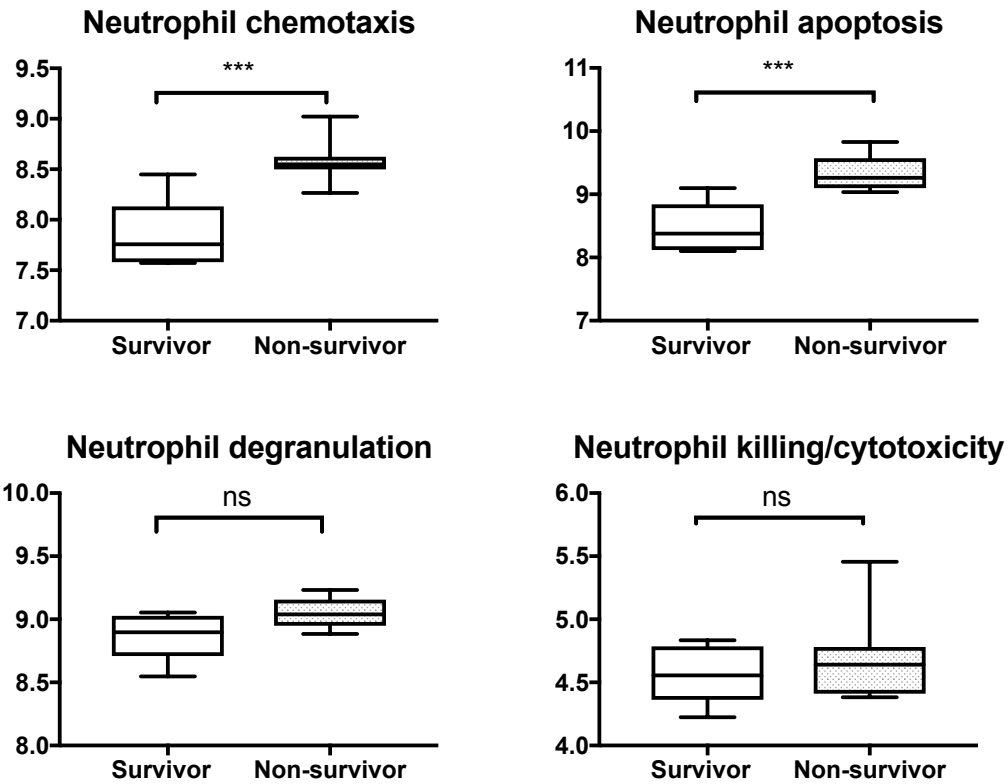 Neutrophil chemotaxis
9.5
9.0
8.5
8.0
7.5
7.0
***
Survivor Non-survivor
Neutrophil apoptosis
11
10
9
8
7
***
Survivor Non-survivor
Neutrophil degranulation
10.0
9.5
9.0
8.5
8.0
ns
Survivor Non-survivor
Neutrophil killing/cytotoxicity
6.0
5.5
5.0
4.5
4.0
ns
Survivor Non-survivor